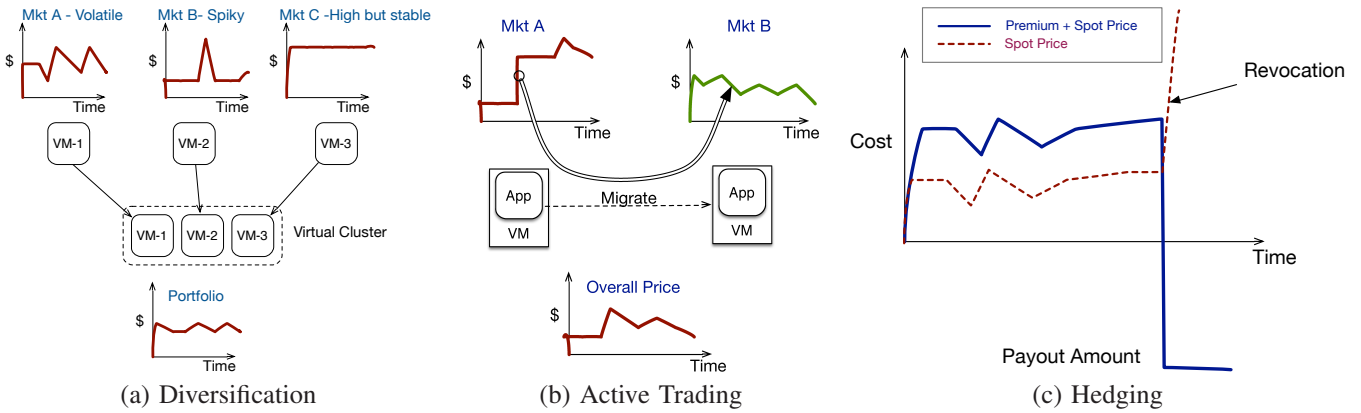 Mkt A - Volatile
Mkt B- Spiky
Mkt C -High but stable
$
Time
$
Time
$
Time
VM-1
VM-2
VM-3
VM-1
VM-2
VM-3
Virtual Cluster
Portfolio
$
Time
(a) Diversification
Mkt A
Mkt B
$
Time
$
Time
App
VM
Migrate
App
VM
Overall Price
$
Time
(b) Active Trading
Premium + Spot Price
Spot Price
Revocation
Cost
Time
Payout Amount
(c) Hedging